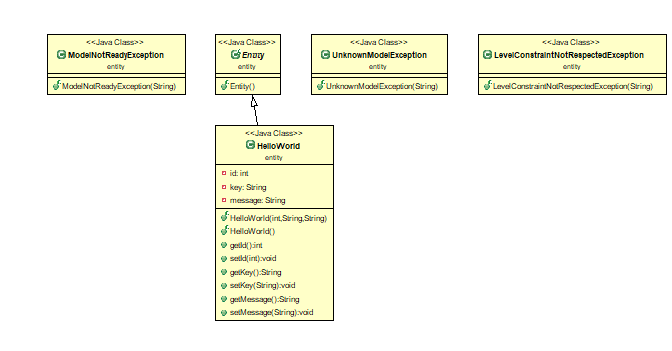 <<Java Class>>
ModelNotReadyException
entity
ModelNotReadyException(String)
<<Java Class>>
Entity
entity
Entity()
<<Java Class>>
UnknownModelException
entity
UnknownModelException(String)
<<Java Class>>
LevelConstraintNotRespectedException
entity
LevelConstraintNotRespectedException(String)
<<Java Class>>
HelloWorld
entity
id: int
key: String
message: String
HelloWorld(int,String,String)
HelloWorld()
getId():int
setId(int):void
getKey():String
setKey(String):void
getMessage():String
setMessage(String):void